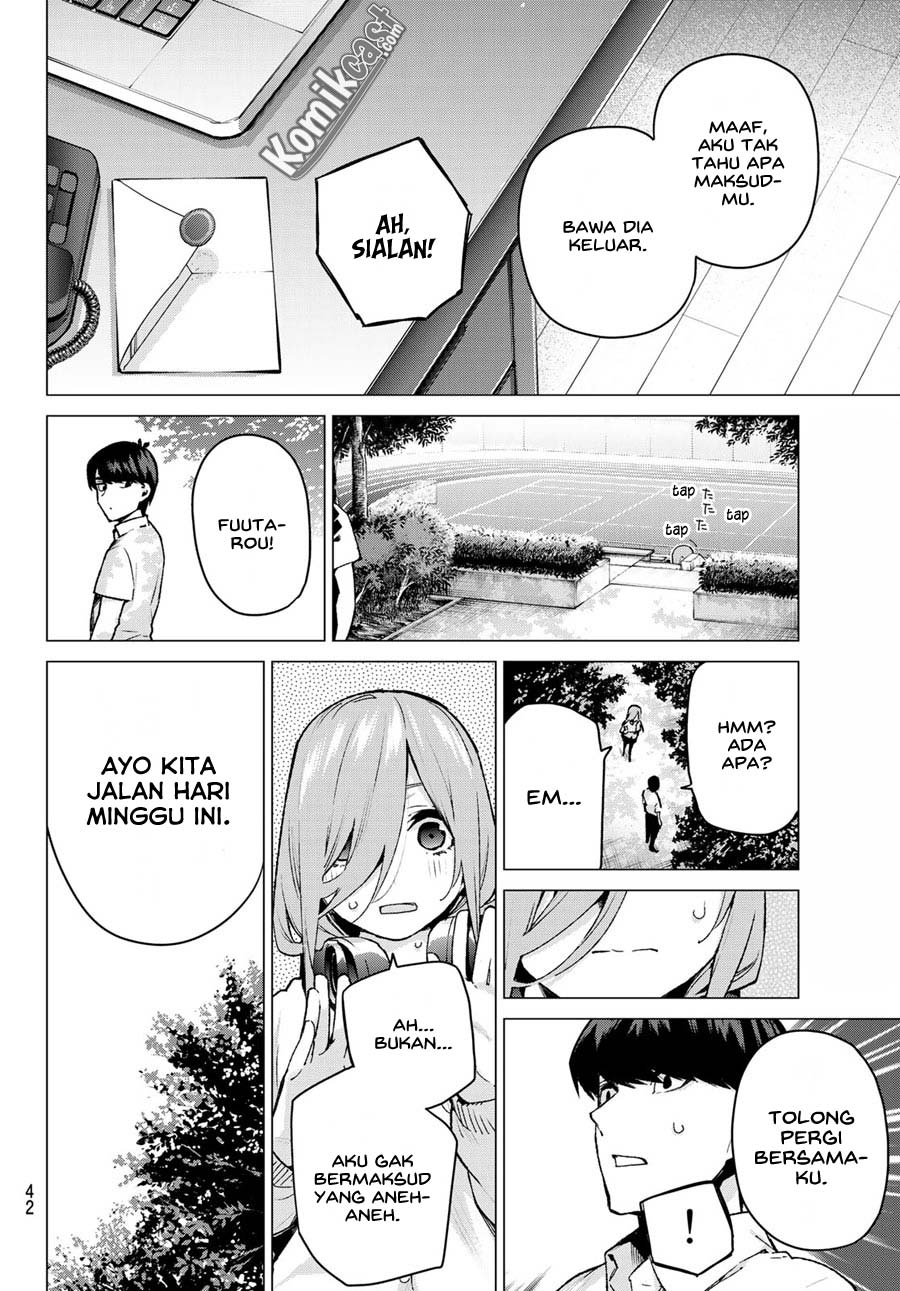 MAAF,
AKU TAK
TAHU APA
MAKSUD-
MU.
BAWA DIA
KELUAR.
AH,
SIALAN!
Komikcast
.com
tap
た
た
tap
tap
FUUTA-
ROU!
HMM?
ADA
APA?
EM...
TOLONG
PERGI
BERSAMA-
KU.
!
AH...
BUKAN...
AKU GAK
BERMAKSUD
YANG ANEH-
ANEH.
AYO KITA
JALAN HARI
MINGGU INI.
42